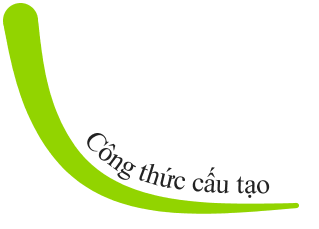 Công thức cấu tạo